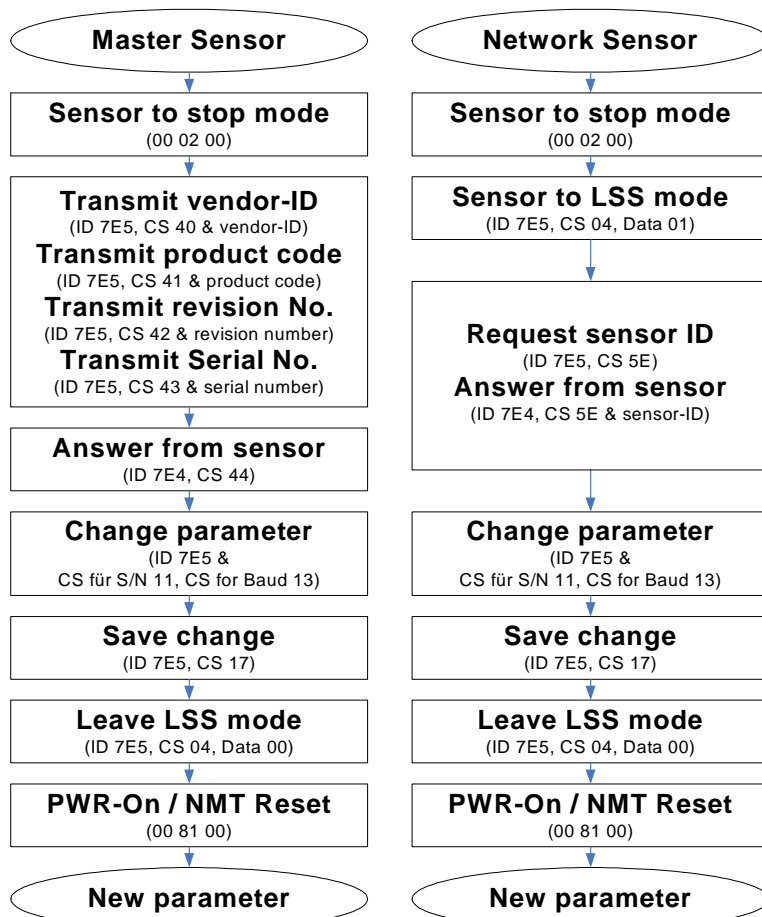 Master Sensor
Sensor to stop mode
(00 02 00)
Transmit vendor-ID
(ID 7E5, CS 40 & vendor-ID)
Transmit product code
(ID 7E5, CS 41 & product code)
Transmit revision No.
(ID 7E5, CS 42 & revision number)
Transmit Serial No.
(ID 7E5, CS 43 & serial number)
Answer from sensor
(ID 7E4, CS 44)
Change parameter
(ID 7E5 &
CS für S/N 11, CS for Baud 13)
Save change
(ID 7E5, CS 17)
Leave LSS mode
(ID 7E5, CS 04, Data 00)
PWR-On / NMT Reset
(00 81 00)
New parameter
Network Sensor
Sensor to stop mode
(00 02 00)
Sensor to LSS mode
(ID 7E5, CS 04, Data 01)
Request sensor ID
(ID 7E5, CS 5E)
Answer from sensor
(ID 7E4, CS 5E & sensor-ID)
Change parameter
(ID 7E5 &
CS für S/N 11, CS for Baud 13)
Save change
(ID 7E5, CS 17)
Leave LSS mode
(ID 7E5, CS 04, Data 00)
PWR-On / NMT Reset
(00 81 00)
New parameter